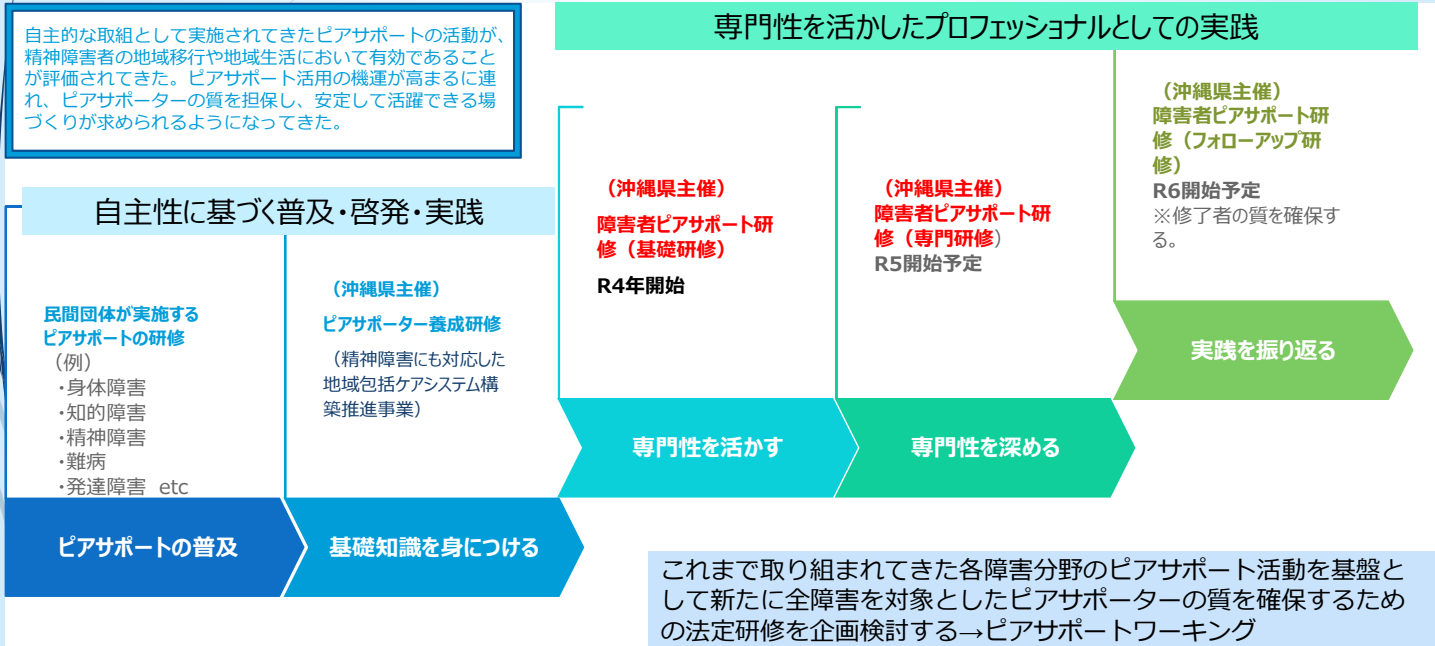 自主的な取組として実施されてきたピアサポートの活動が、
精神障害者の地域移行や地域生活において有効であること
が評価されてきた。ピアサポート活用の機運が高まるに連
れ、ピアサポーターの質を担保し、安定して活躍できる場
づくりが求められるようになってきた。
専門性を活かしたプロフェッショナルとしての実践
自主性に基づく普及・啓発・実践
民間団体が実施する
ピアサポートの研修
（例）
・身体障害
・知的障害
・精神障害
・難病
・発達障害 etc
ピアサポートの普及
（沖縄県主催）
ピアサポーター養成研修
（精神障害にも対応した
地域包括ケアシステム構
築推進事業）
基礎知識を身につける
（沖縄県主催）
障害者ピアサポート研
修（基礎研修）
R4年開始
専門性を活かす
（沖縄県主催）
障害者ピアサポート研
修（専門研修）
R5開始予定
専門性を深める
（沖縄県主催）
障害者ピアサポート研
修（フォローアップ研
修）
R6開始予定
※修了者の質を確保す
る。
実践を振り返る
これまで取り組まれてきた各障害分野のピアサポート活動を基盤と
して新たに全障害を対象としたピアサポーターの質を確保するため
の法定研修を企画検討する→ピアサポートワーキング